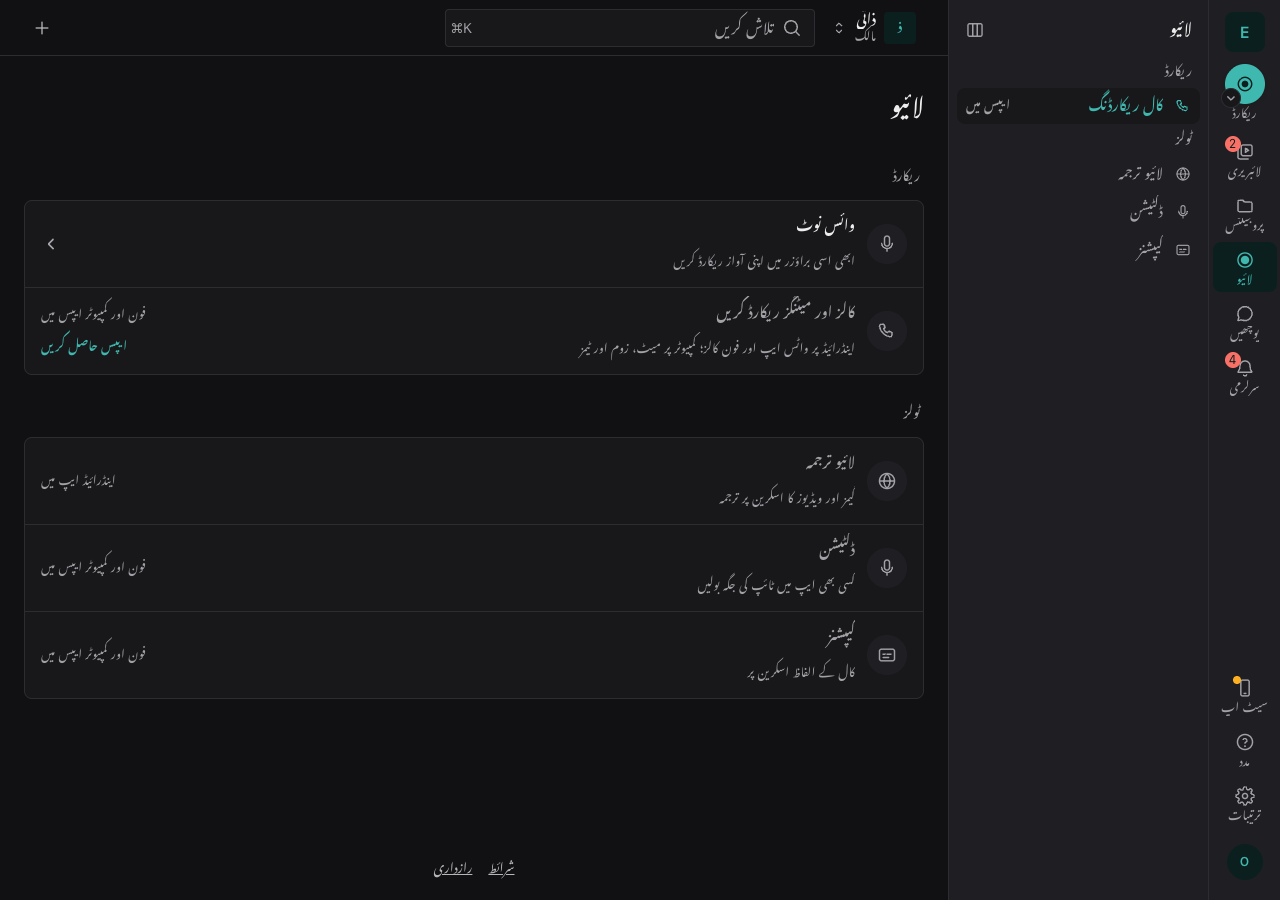 E
ریکارڈ
2
لائبریری
پروجیکٹس
لائیو
پوچھیں
4
سرگرمی
سیٹ اپ
مدد
ترتیبات
O
لائیو
ریکارڈ
کال ریکارڈنگ
ایپس میں
ٹولز
لائیو ترجمہ
ڈکٹیشن
کیپشنز
ذ
ذاتی
مالک
تلاش کریں
⌘K
لائیو
ریکارڈ
وائس نوٹ
ابھی اسی براؤزر میں اپنی آواز ریکارڈ کریں
کالز اور میٹنگز ریکارڈ کریں
اینڈرائیڈ پر واٹس ایپ اور فون کالز؛ کمپیوٹر پر میٹ، زوم اور ٹیمز
فون اور کمپیوٹر ایپس میں
ایپس حاصل کریں
ٹولز
لائیو ترجمہ
گیمز اور ویڈیوز کا اسکرین پر ترجمہ
اینڈرائیڈ ایپ میں
ڈکٹیشن
کسی بھی ایپ میں ٹائپ کی جگہ بولیں
فون اور کمپیوٹر ایپس میں
کیپشنز
کال کے الفاظ اسکرین پر
فون اور کمپیوٹر ایپس میں
شرائط
رازداری